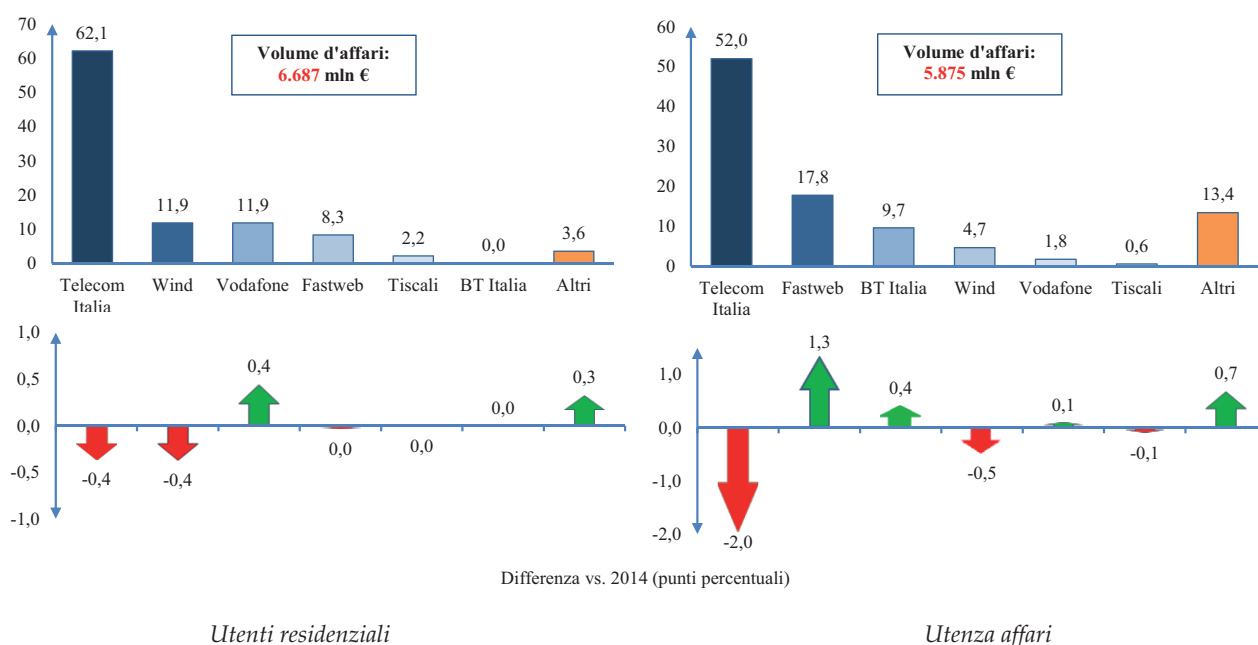 70
60
50
40
30
20
10
0
62,1
11,9
11,9
8,3
2,2
0,0
3,6
Volume d'affari:
6.687 mln €
Telecom Italia
Wind
Vodafone
Fastweb
Tiscali
BT Italia
Altri
60
50
40
30
20
10
0
52,0
17,8
9,7
4,7
1,8
0,6
13,4
Volume d'affari:
5.875 mln €
Telecom
Italia
Fastweb
BT Italia
Wind
Vodafone
Tiscali
Altri
1,0
0,5
0,0
-0,5
-1,0
-0,4
-0,4
0,4
0,0
0,0
0,0
0,3
1,0
0,0
-1,0
-2,0
-2,0
1,3
0,4
-0,5
0,1
-0,1
0,7
Differenza vs. 2014 (punti percentuali)
Utenti residenziali
Utenza affari